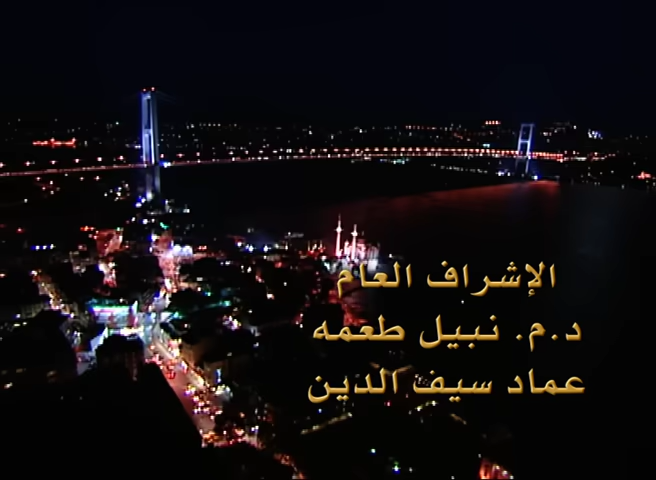 الإشراف العام
د.م. نبيل طعمه
عماد سيف الدين